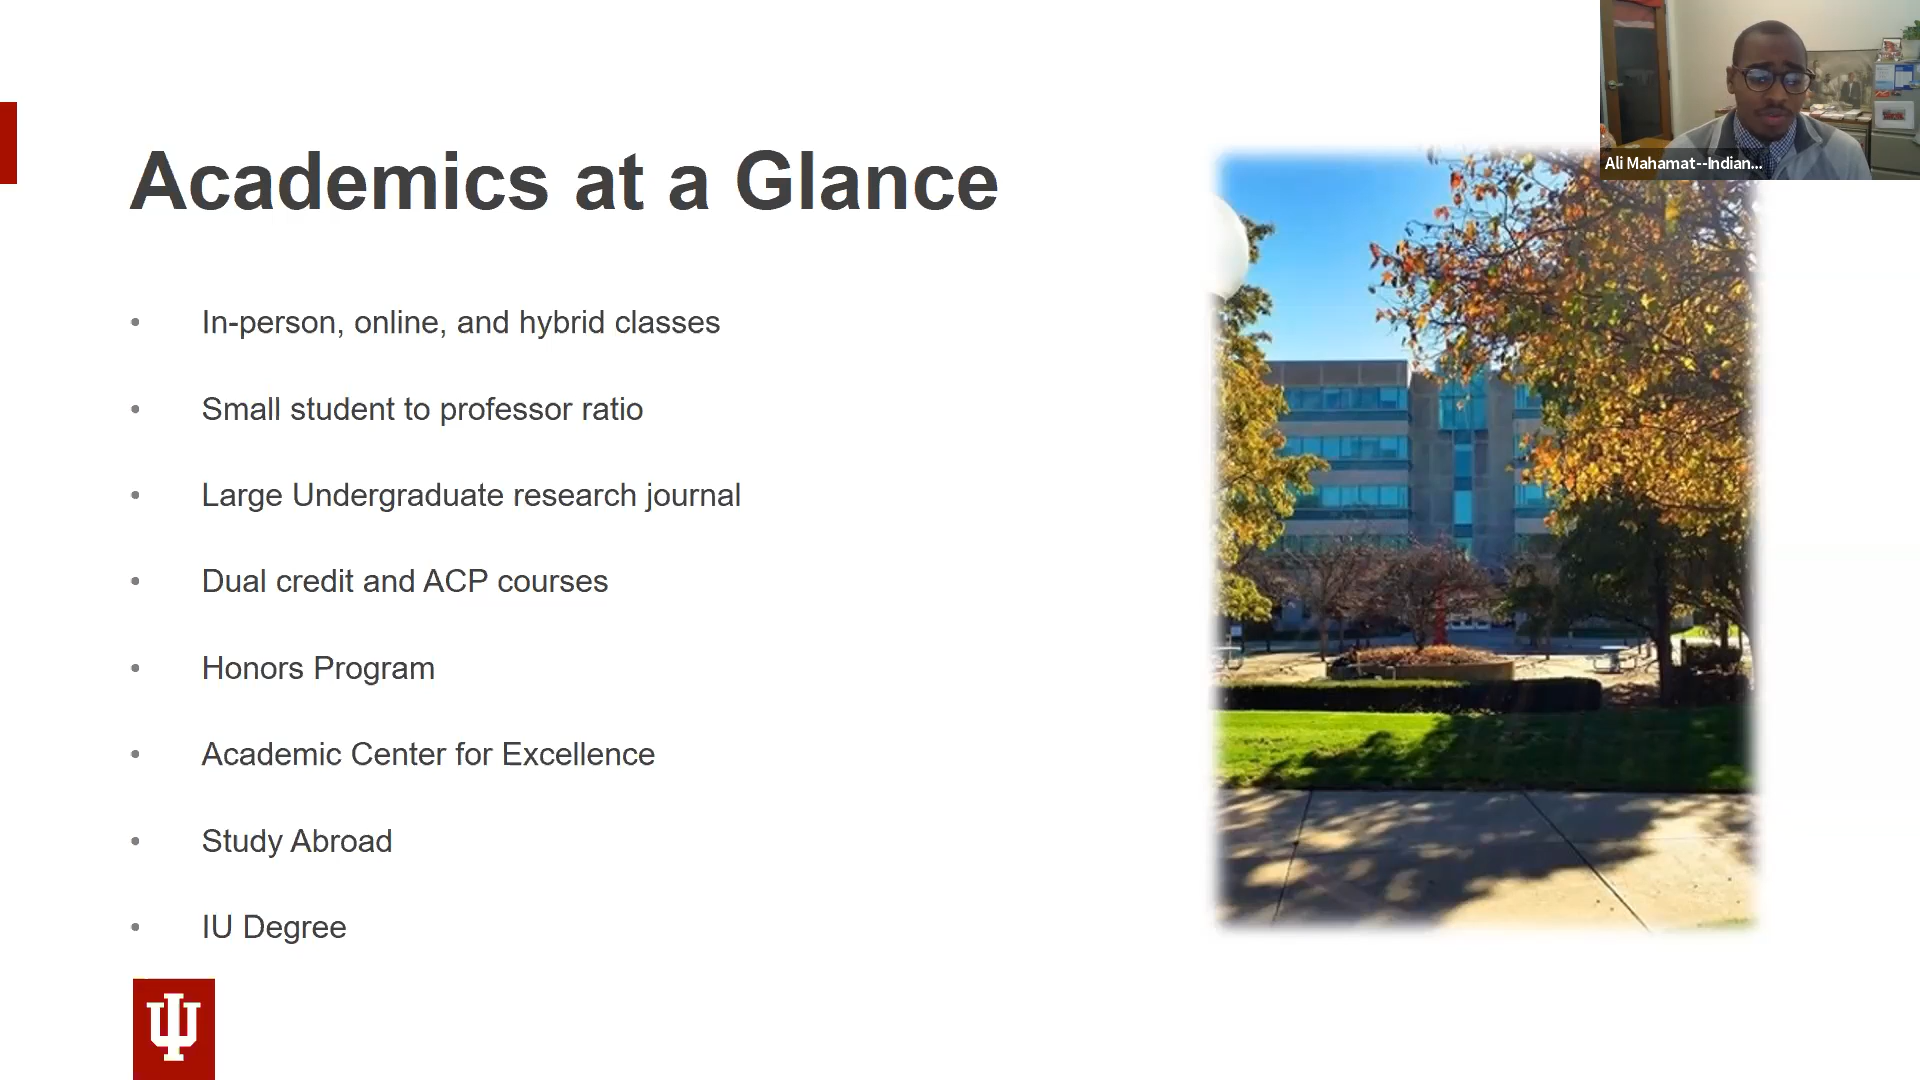 Ali Mahamat--Indian...
Academics at a Glance
• In-person, online, and hybrid classes
• Small student to professor ratio
• Large Undergraduate research journal
• Dual credit and ACP courses
• Honors Program
• Academic Center for Excellence
• Study Abroad
• IU Degree